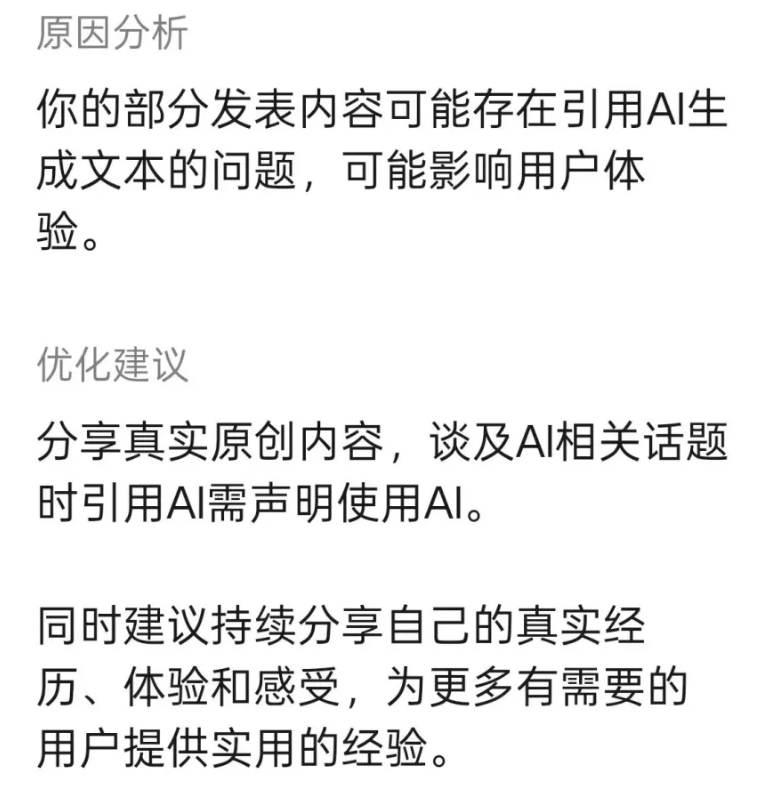 原因分析
你的部分发表内容可能存在引用AI生
成文本的问题，可能影响用户体
验。
优化建议
分享真实原创内容，谈及AI相关话题
时引用AI需声明使用AI。
同时建议持续分享自己的真实经
历、体验和感受，为更多有需要的
用户提供实用的经验。